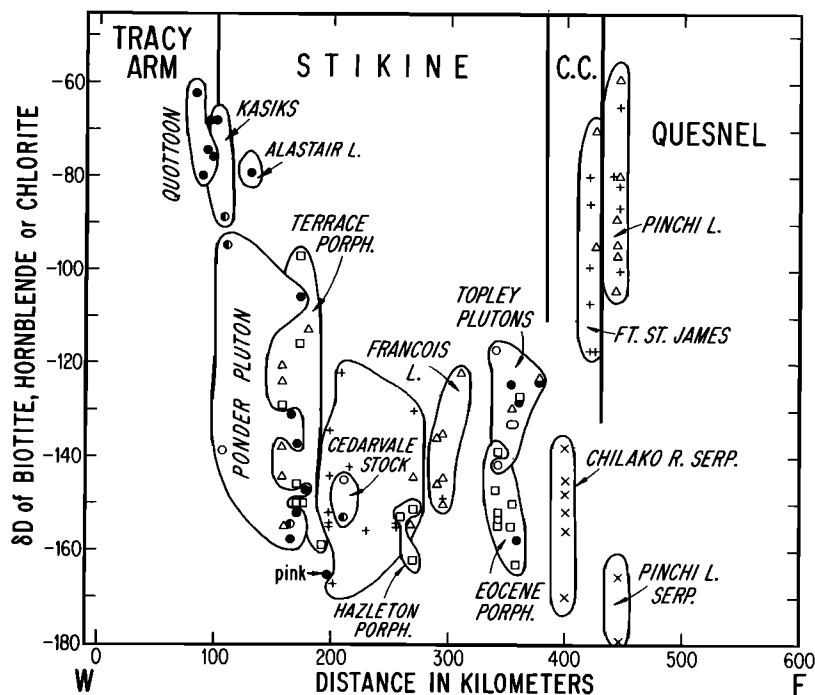 TRACY
ARM
STIKINE
C.C.
QUESNEL
−60
−80
−100
−120
−140
−160
−180
δD of BIOTITE, HORNBLENDE or CHLORITE
QUOTTOON
KASIKS
ALASTAIR L.
TERRACE
PORPH.
PONDER PLUTON
FRANCOIS
L.
TOPLEY
PLUTONS
PINCHI L.
FT. ST. JAMES
CEDARVALE
STOCK
CHILAKO R. SERP.
pink
HAZLETON
PORPH.
EOCENE
PORPH.
PINCHI L.
SERP.
0 100 200 300 400 500 600
W DISTANCE IN KILOMETERS E